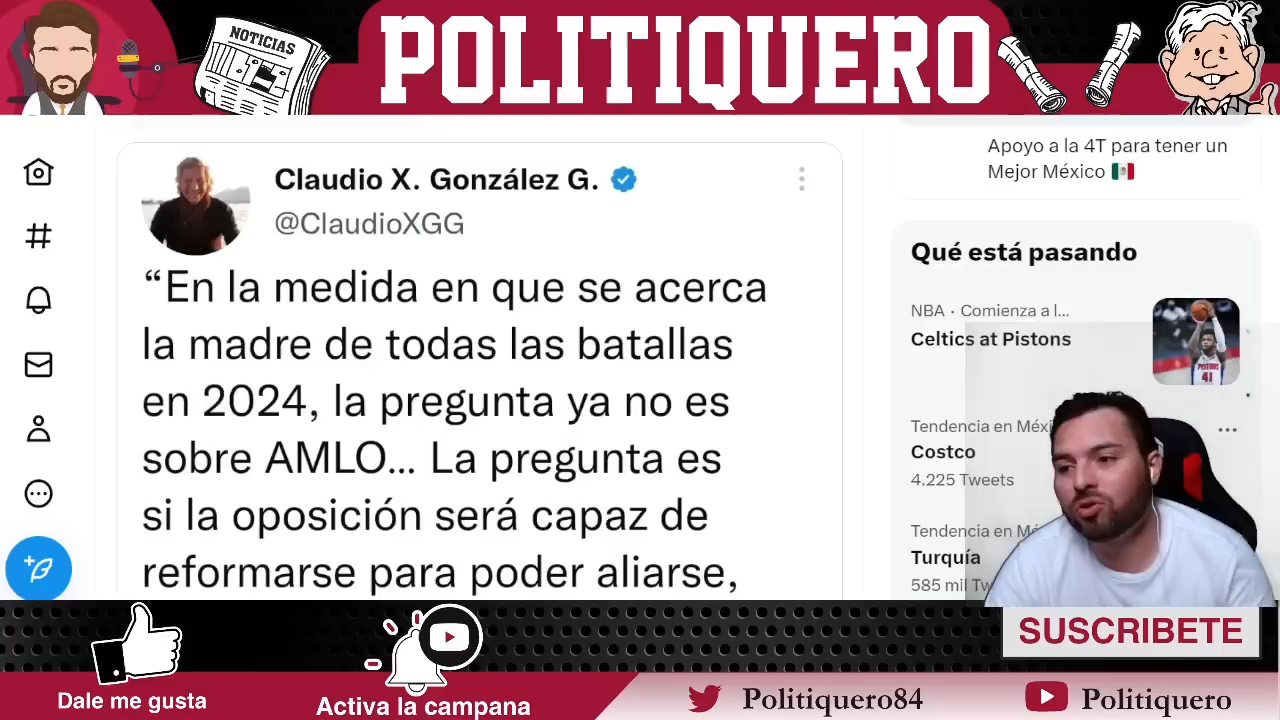 NOTICIAS
POLITIQUERO
Claudio X. González G.
@ClaudioXGG
“En la medida en que se acerca
la madre de todas las batallas
en 2024, la pregunta ya no es
sobre AMLO... La pregunta es
si la oposición será capaz de
reformarse para poder aliarse,
Apoyo a la 4T para tener un
Mejor México
Qué está pasando
NBA · Comienza a l...
Celtics at Pistons
PISTONS
41
Tendencia en Méxi
Costco
4.225 Tweets
Tendencia en Mé
Turquía
585 mil Tw
SUSCRIBETE
Dale me gusta
Activa la campana
Politiquero84
Politiquero